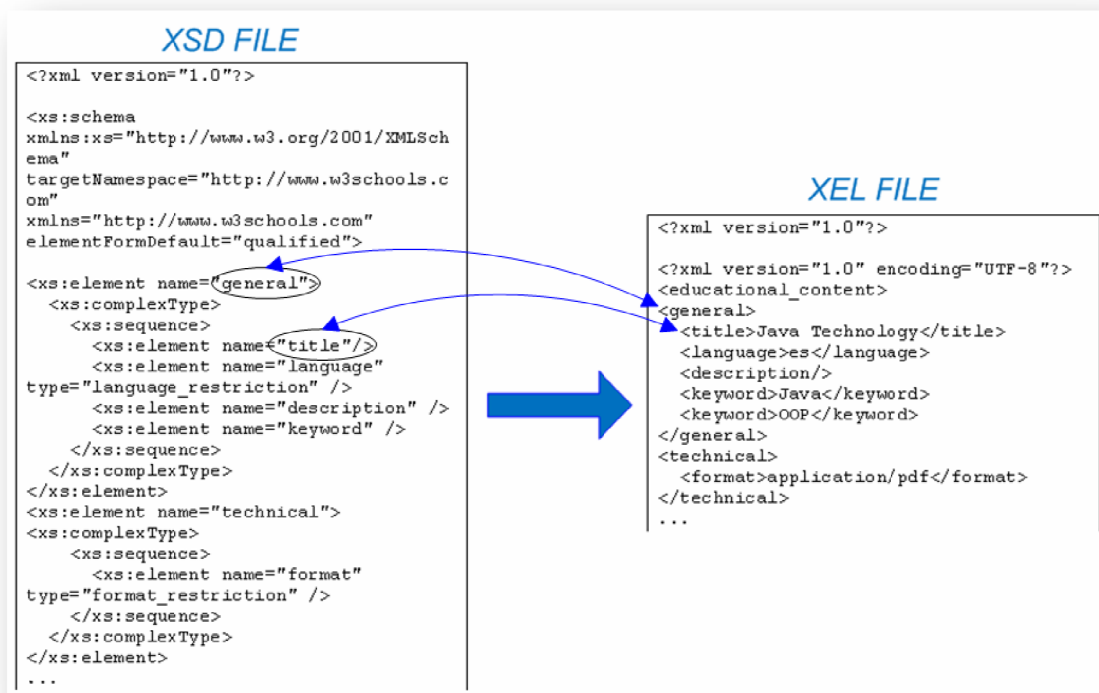 XSD FILE
<?xml version="1.0"?>
<xs:schema
xmlns:xs="http://www.w3.org/2001/XMLSch
ema"
targetNamespace="http://www.w3schools.c
om"
xmlns="http://www.w3schools.com"
elementFormDefault="qualified">
<xs:element name="general">
  <xs:complexType>
    <xs:sequence>
      <xs:element name="title"/>
      <xs:element name="language"
type="language_restriction" />
      <xs:element name="description" />
      <xs:element name="keyword" />
    </xs:sequence>
  </xs:complexType>
</xs:element>
<xs:element name="technical">
<xs:complexType>
    <xs:sequence>
      <xs:element name="format"
type="format_restriction" />
    </xs:sequence>
  </xs:complexType>
</xs:element>
...
XEL FILE
<?xml version="1.0"?>
<?xml version="1.0" encoding="UTF-8"?>
<educational_content>
<general>
  <title>Java Technology</title>
  <language>es</language>
  <description/>
  <keyword>Java</keyword>
  <keyword>OOP</keyword>
</general>
<technical>
  <format>application/pdf</format>
</technical>
...